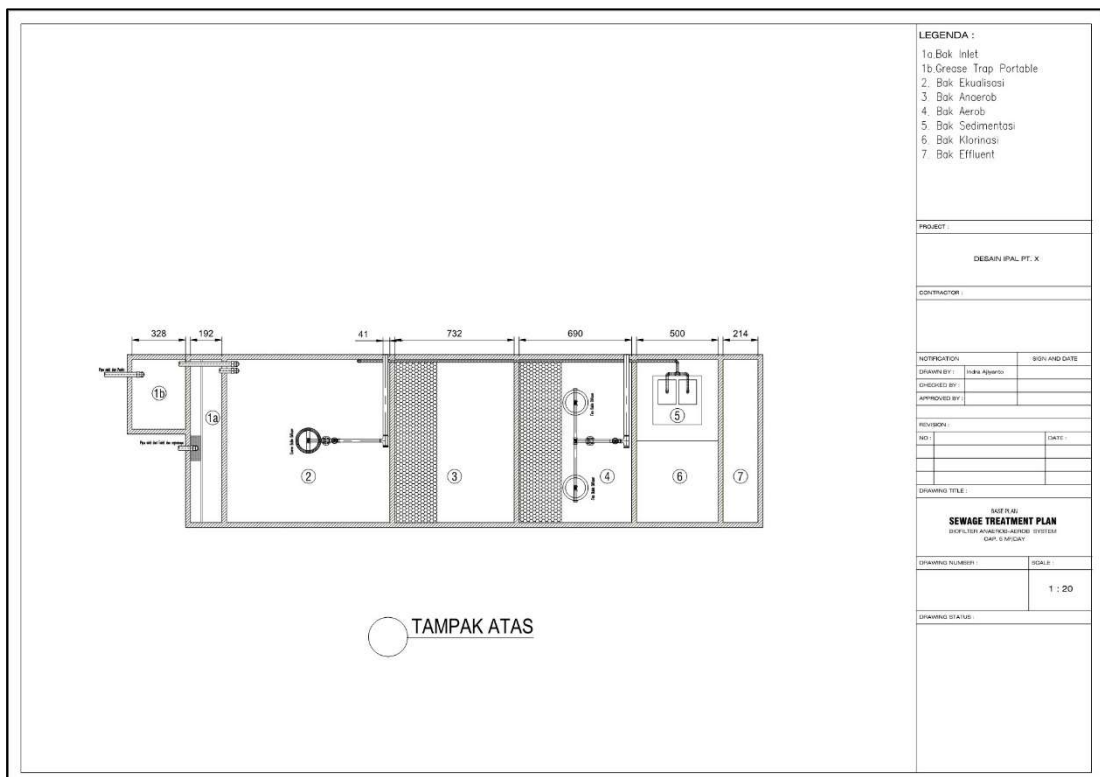 328
192
41
732
690
500
214
1b
1a
2
3
4
5
6
7
TAMPAK ATAS
LEGENDA :
1a.Bak Inlet
1b.Grease Trap Portable
2. Bak Ekualisasi
3. Bak Anaerob
4. Bak Aerob
5. Bak Sedimentasi
6. Bak Klorinasi
7. Bak Effluent
PROJECT :
DESAIN IPAL PT. X
CONTRACTOR :
NOTIFICATION
SIGN AND DATE
DRAWN BY : Indra Ajiyanto
CHECKED BY :
APPROVED BY :
REVISION :
NO :
DATE :
DRAWING TITLE :
BASE PLAN
SEWAGE TREATMENT PLAN
BIOFILTER ANAEROB-AEROB SYSTEM
CAP. 5 M³/DAY
DRAWING NUMBER :
SCALE :
1 : 20
DRAWING STATUS :